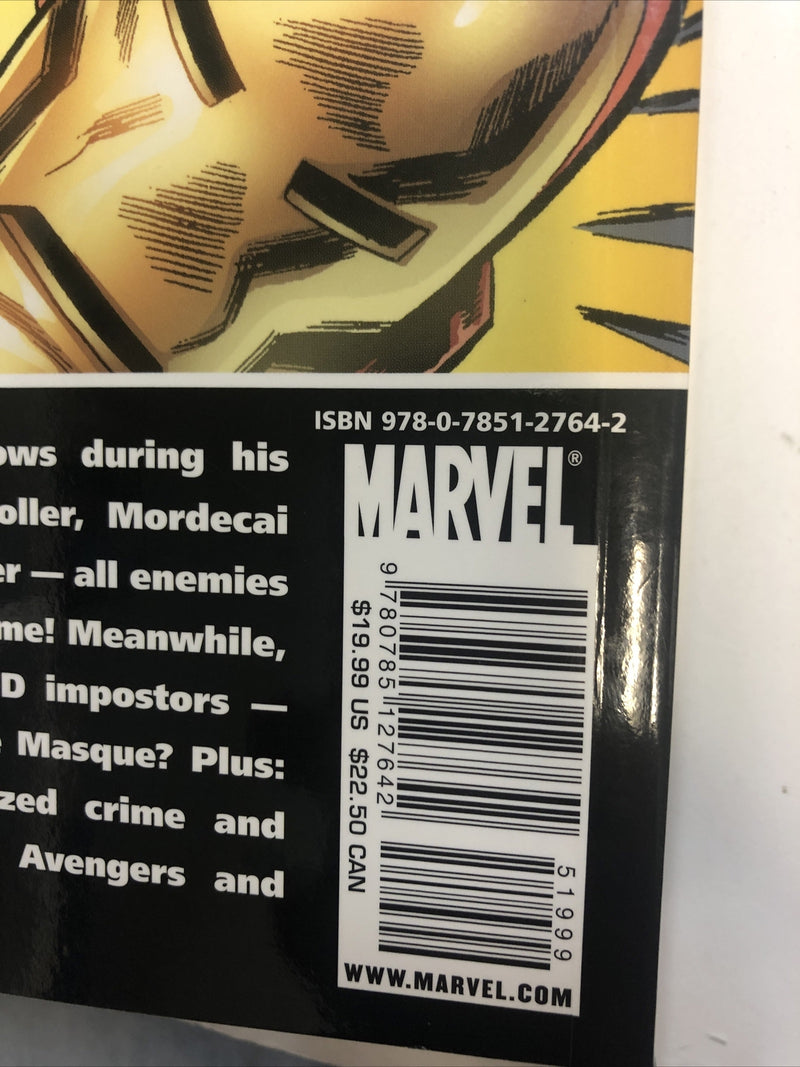 ISBN 978-0-7851-2764-2
MARVEL®
ows during his
oller, Mordecai
er — all enemies
me! Meanwhile,
D impostors —
Masque? Plus:
zed crime and
Avengers and
9 780785 127642
$19.99 US $22.50 CAN
51999
WWW.MARVEL.COM